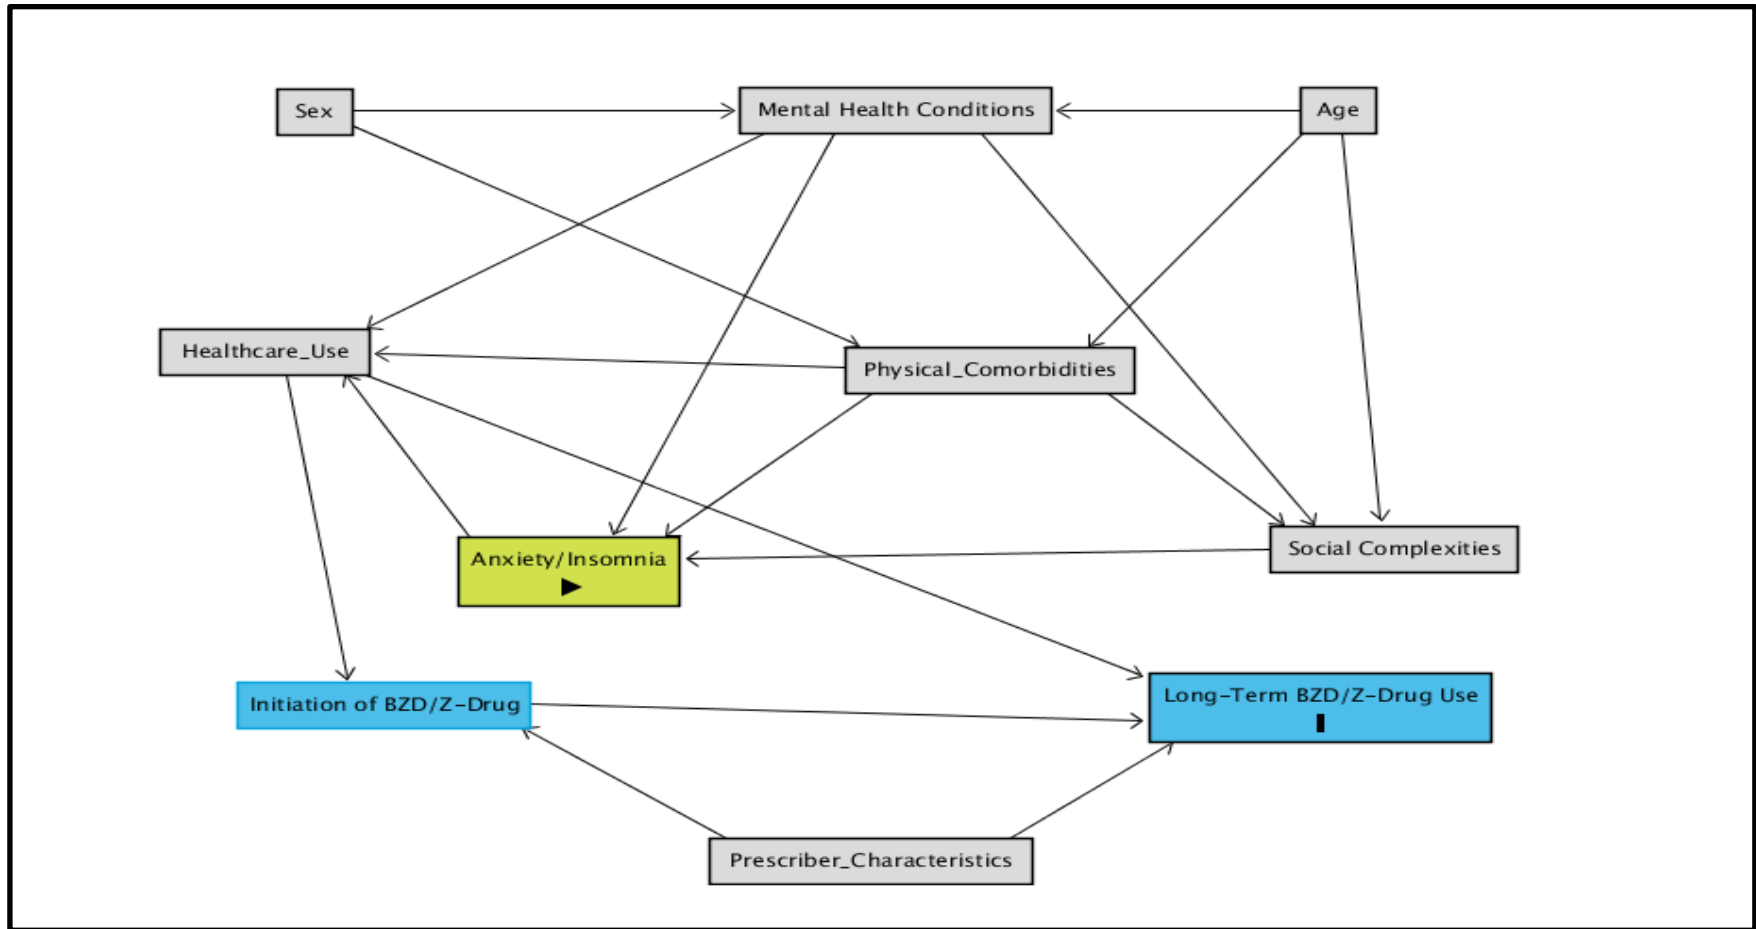 Sex
Mental Health Conditions
Age
Healthcare_Use
Physical_Comorbidities
Anxiety/Insomnia
Social Complexities
Initiation of BZD/Z-Drug
Long-Term BZD/Z-Drug Use
Prescriber_Characteristics